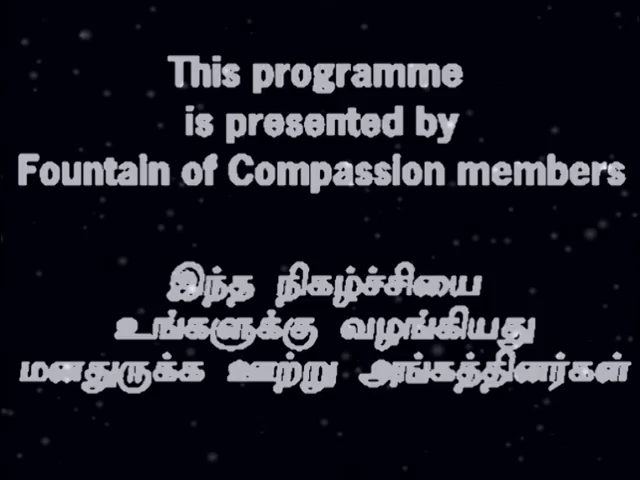 This programme
is presented by
Fountain of Compassion members
இந்த நிகழ்ச்சியை
உங்களுக்கு வழங்கியது
மனதுருக்க ஊற்று அங்கத்தினர்கள்